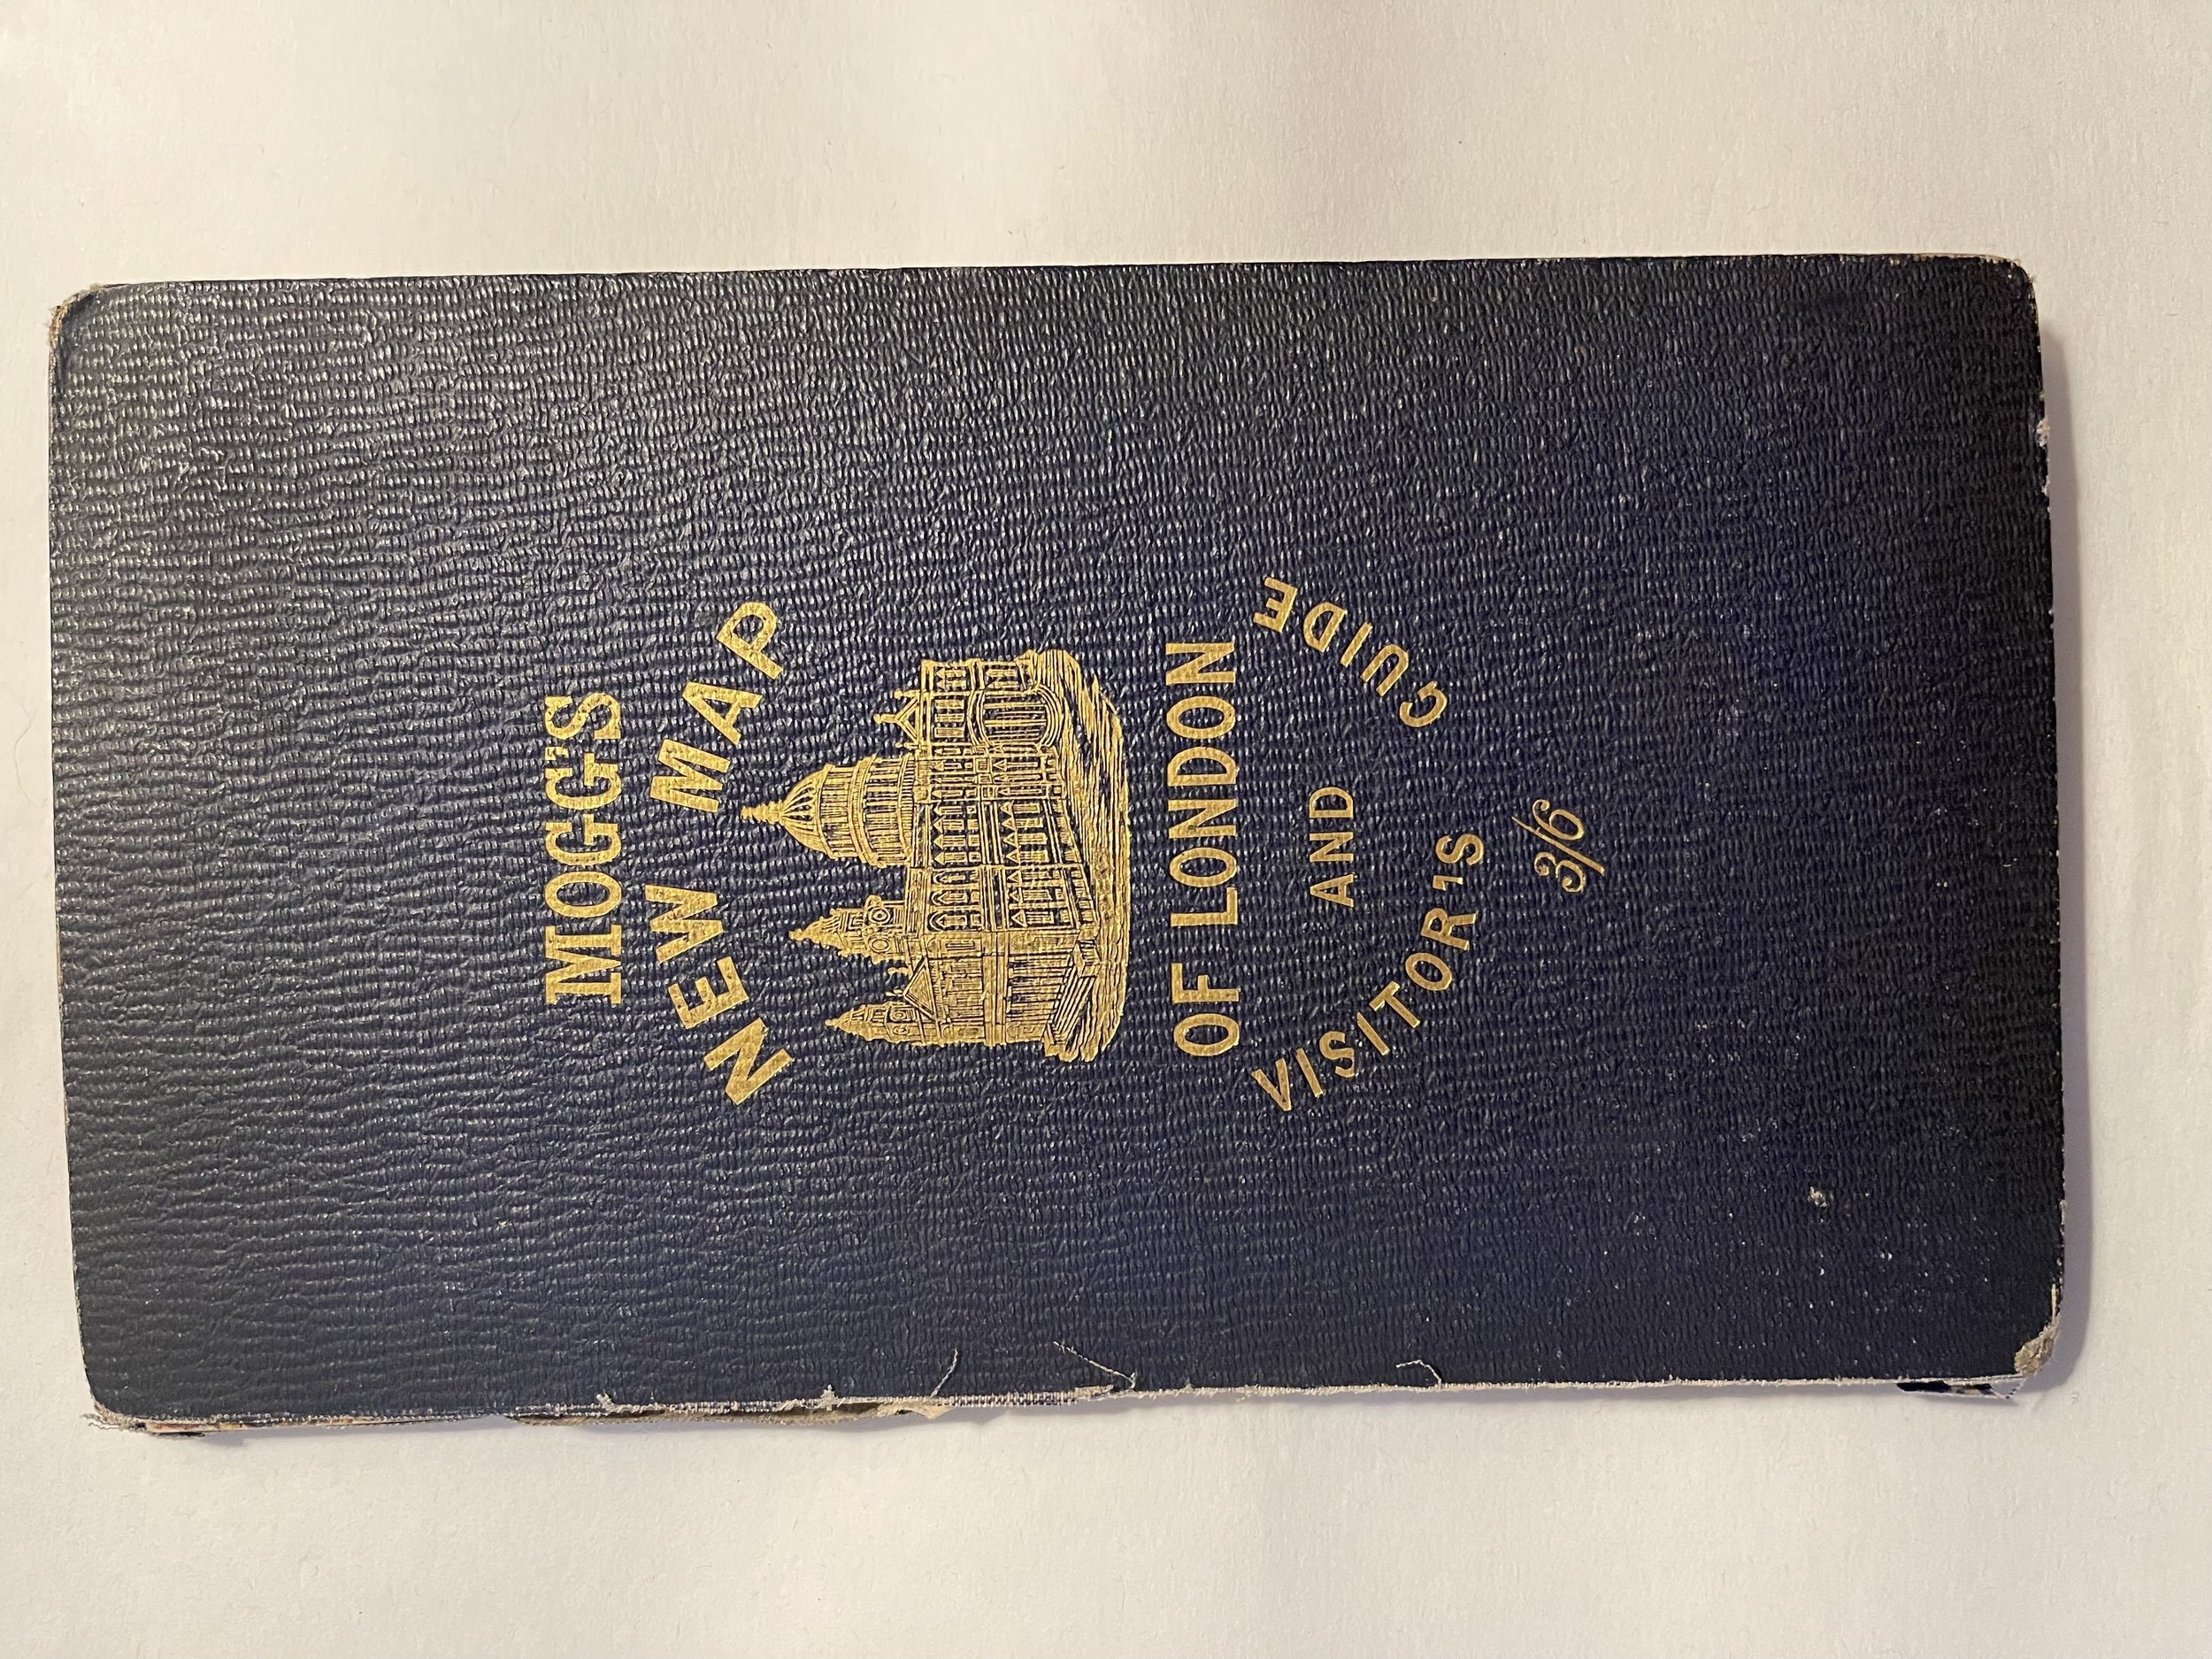 MOGG'S
NEW MAP
OF LONDON
AND
VISITOR'S GUIDE
3/6